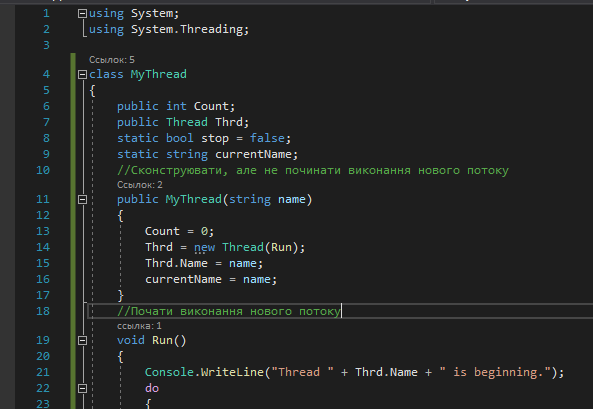 1 using System;
2 using System.Threading;
3
Ссылок: 5
4 class MyThread
5 {
6 public int Count;
7 public Thread Thrd;
8 static bool stop = false;
9 static string currentName;
10 //Сконструювати, але не починати виконання нового потоку
Ссылок: 2
11 public MyThread(string name)
12 {
13 Count = 0;
14 Thrd = new Thread(Run);
15 Thrd.Name = name;
16 currentName = name;
17 }
18 //Почати виконання нового потоку
ссылка: 1
19 void Run()
20 {
21 Console.WriteLine("Thread " + Thrd.Name + " is beginning.");
22 do
23 {